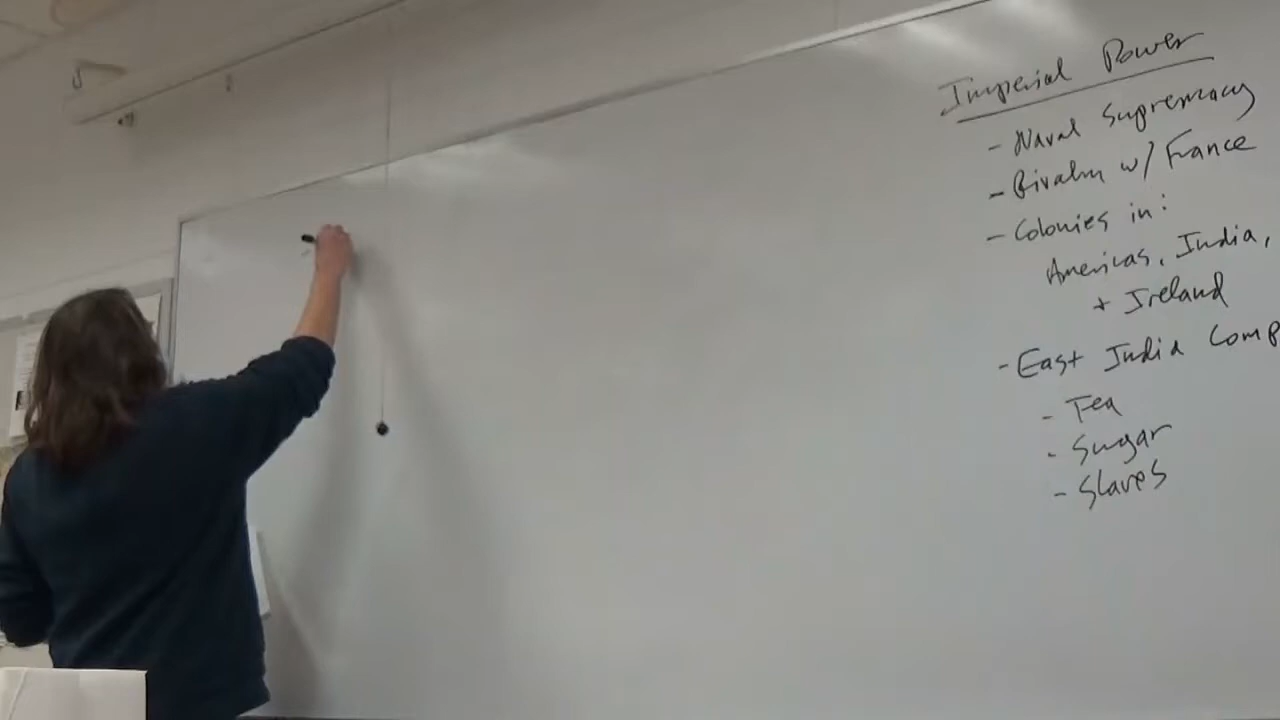 Imperial Power
- Naval Supremacy
- Rivalry w/ France
- Colonies in:
Americas, India,
+ Ireland
- East India Comp
- Tea
- Sugar
- Slaves